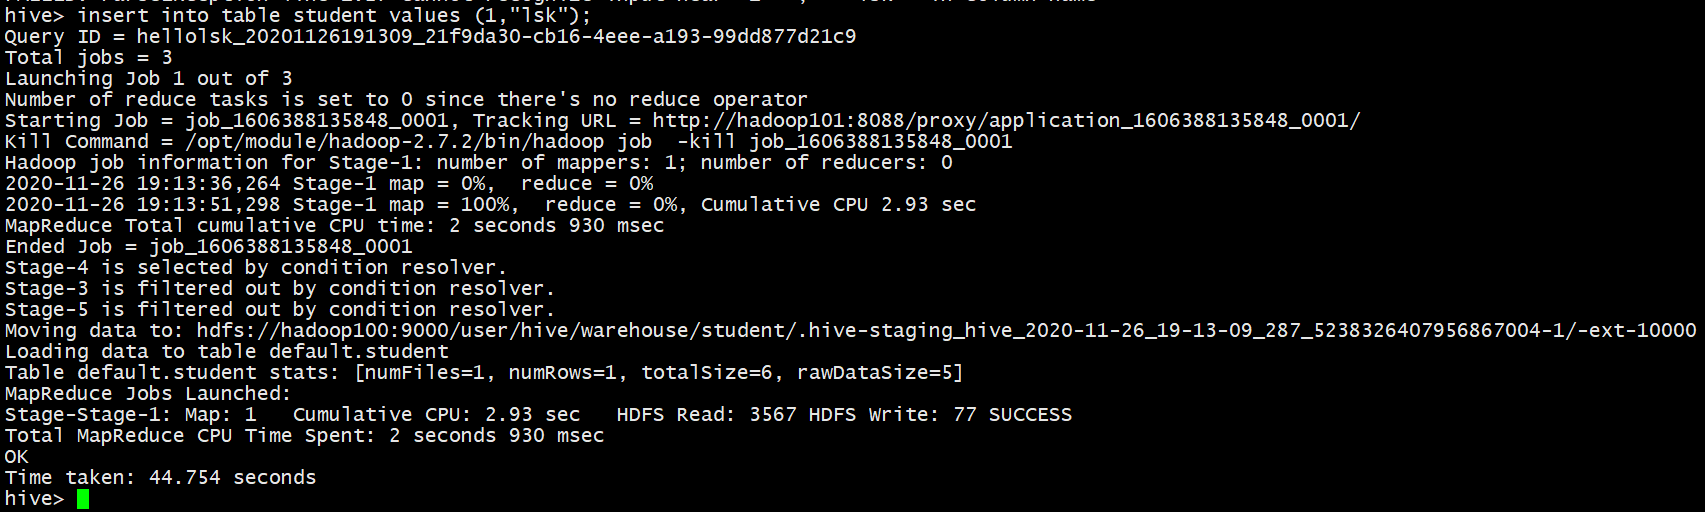 hive> insert into table student values (1,"lsk");
Query ID = hellolsk_20201126191309_21f9da30-cb16-4eee-a193-99dd877d21c9
Total jobs = 3
Launching Job 1 out of 3
Number of reduce tasks is set to 0 since there's no reduce operator
Starting Job = job_1606388135848_0001, Tracking URL = http://hadoop101:8088/proxy/application_1606388135848_0001/
Kill Command = /opt/module/hadoop-2.7.2/bin/hadoop job  -kill job_1606388135848_0001
Hadoop job information for Stage-1: number of mappers: 1; number of reducers: 0
2020-11-26 19:13:36,264 Stage-1 map = 0%,  reduce = 0%
2020-11-26 19:13:51,298 Stage-1 map = 100%,  reduce = 0%, Cumulative CPU 2.93 sec
MapReduce Total cumulative CPU time: 2 seconds 930 msec
Ended Job = job_1606388135848_0001
Stage-4 is selected by condition resolver.
Stage-3 is filtered out by condition resolver.
Stage-5 is filtered out by condition resolver.
Moving data to: hdfs://hadoop100:9000/user/hive/warehouse/student/.hive-staging_hive_2020-11-26_19-13-09_287_5238326407956867004-1/-ext-10000
Loading data to table default.student
Table default.student stats: [numFiles=1, numRows=1, totalSize=6, rawDataSize=5]
MapReduce Jobs Launched:
Stage-Stage-1: Map: 1   Cumulative CPU: 2.93 sec   HDFS Read: 3567 HDFS Write: 77 SUCCESS
Total MapReduce CPU Time Spent: 2 seconds 930 msec
OK
Time taken: 44.754 seconds
hive>